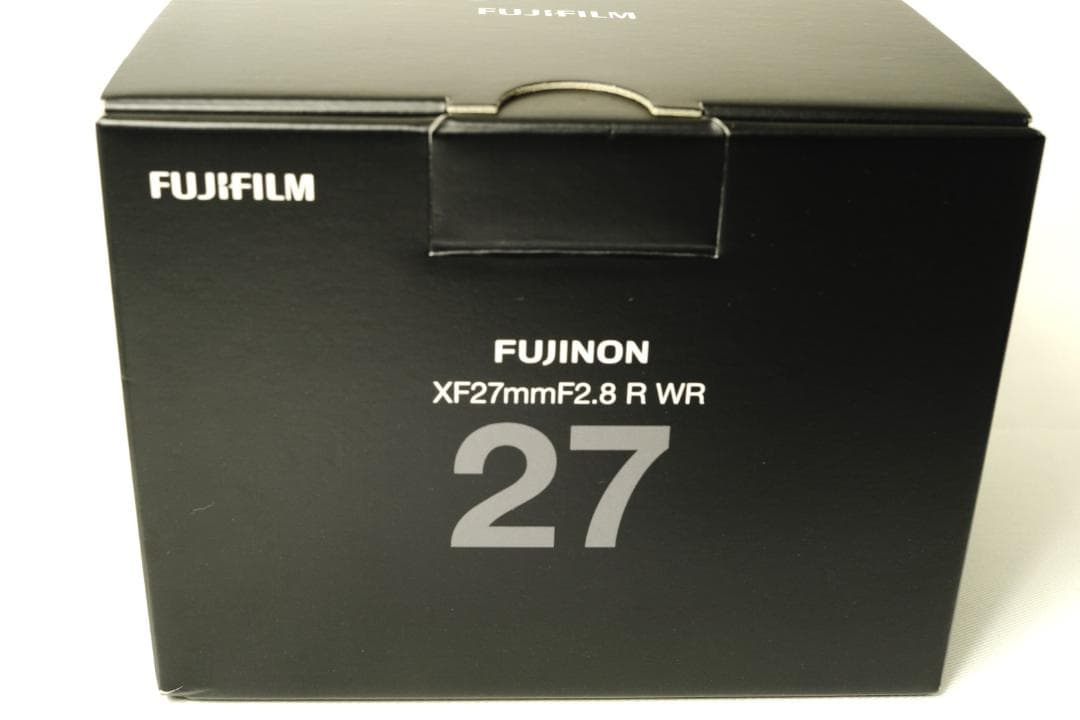 FUJIFILM
FUJIFILM
FUJINON
XF27mmF2.8 R WR
27